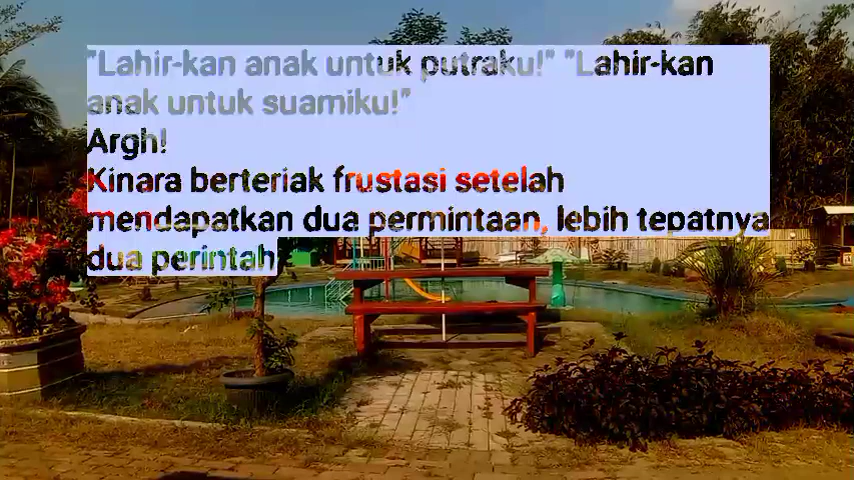 "Lahir-kan anak untuk putraku!" "Lahir-kan
anak untuk suamiku!"
Argh!
Kinara berteriak frustasi setelah
mendapatkan dua permintaan, lebih tepatnya
dua perintah